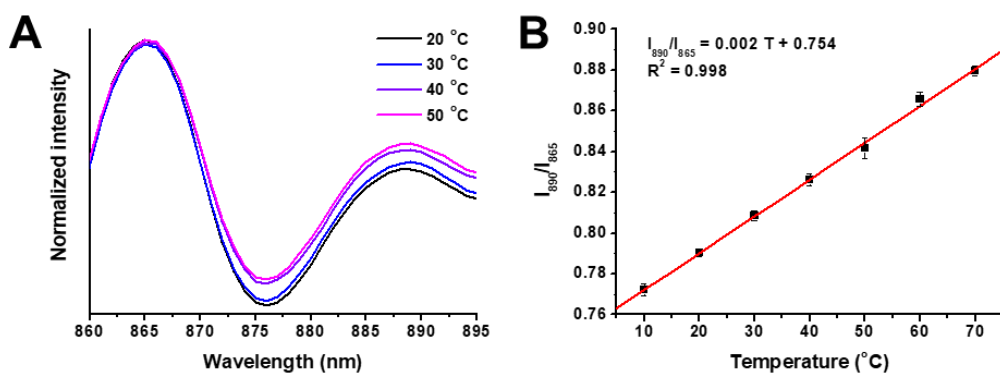 A
20 °C
30 °C
40 °C
50 °C
Normalized intensity
860 865 870 875 880 885 890 895
Wavelength (nm)
B
I₈₉₀/I₈₆₅ = 0.002 T + 0.754
R² = 0.998
0.90
0.88
0.86
0.84
0.82
0.80
0.78
0.76
I₈₉₀/I₈₆₅
10 20 30 40 50 60 70
Temperature (°C)